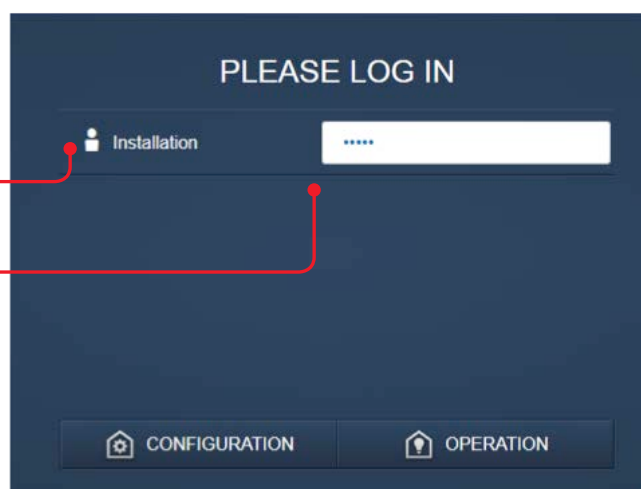 PLEASE LOG IN
Installation
•••••
CONFIGURATION
OPERATION